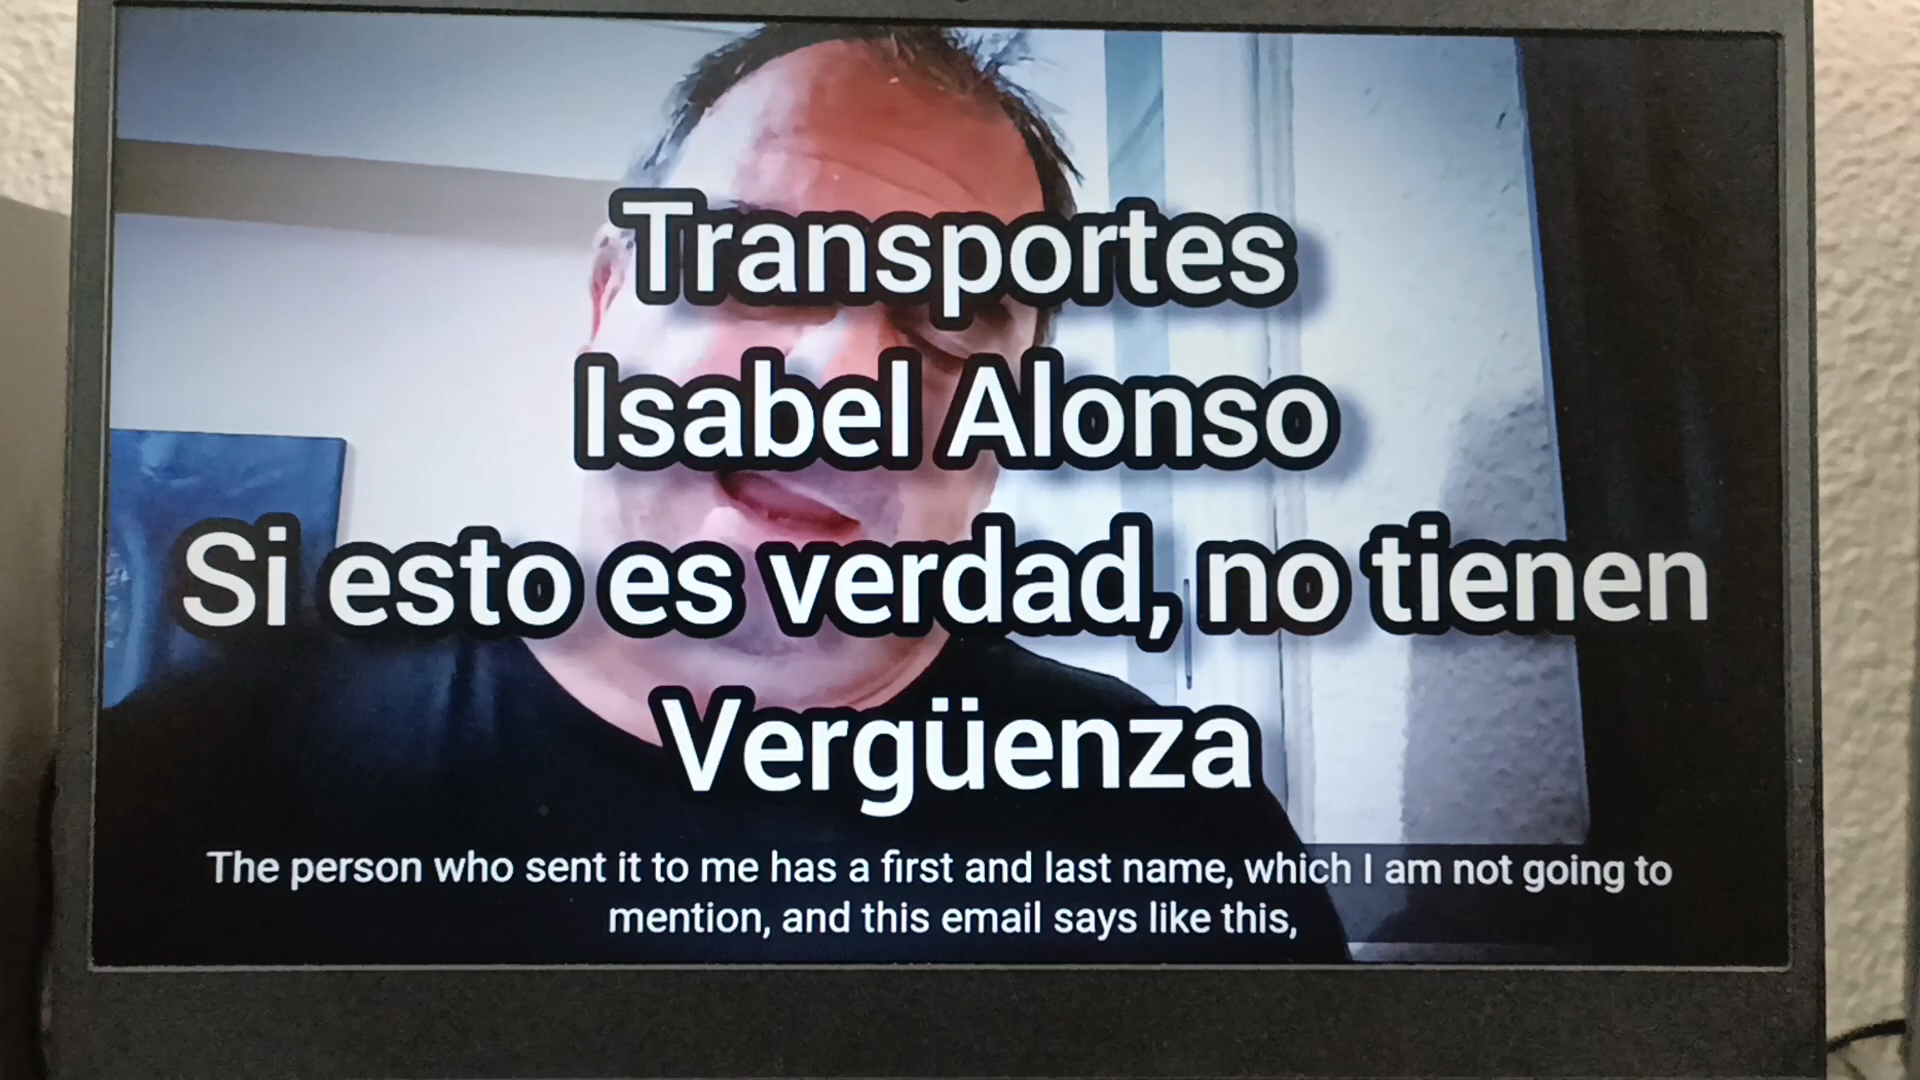 Transportes
Isabel Alonso
Si esto es verdad, no tienen
Vergüenza
The person who sent it to me has a first and last name, which I am not going to
mention, and this email says like this,